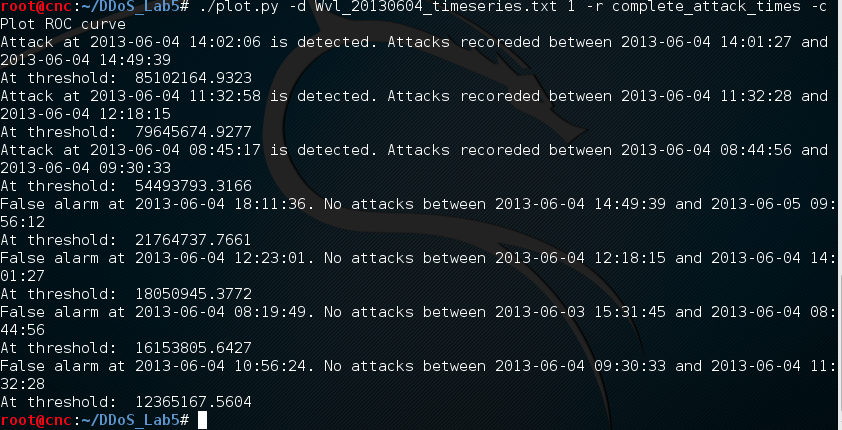 root@cnc:~/DDoS_Lab5# ./plot.py -d Wvl_20130604_timeseries.txt 1 -r complete_attack_times -c
Plot ROC curve
Attack at 2013-06-04 14:02:06 is detected. Attacks recoreded between 2013-06-04 14:01:27 and
2013-06-04 14:49:39
At threshold:  85102164.9323
Attack at 2013-06-04 11:32:58 is detected. Attacks recoreded between 2013-06-04 11:32:28 and
2013-06-04 12:18:15
At threshold:  79645674.9277
Attack at 2013-06-04 08:45:17 is detected. Attacks recoreded between 2013-06-04 08:44:56 and
2013-06-04 09:30:33
At threshold:  54493793.3166
False alarm at 2013-06-04 18:11:36. No attacks between 2013-06-04 14:49:39 and 2013-06-05 09:
56:12
At threshold:  21764737.7661
False alarm at 2013-06-04 12:23:01. No attacks between 2013-06-04 12:18:15 and 2013-06-04 14:
01:27
At threshold:  18050945.3772
False alarm at 2013-06-04 08:19:49. No attacks between 2013-06-03 15:31:45 and 2013-06-04 08:
44:56
At threshold:  16153805.6427
False alarm at 2013-06-04 10:56:24. No attacks between 2013-06-04 09:30:33 and 2013-06-04 11:
32:28
At threshold:  12365167.5604
root@cnc:~/DDoS_Lab5#